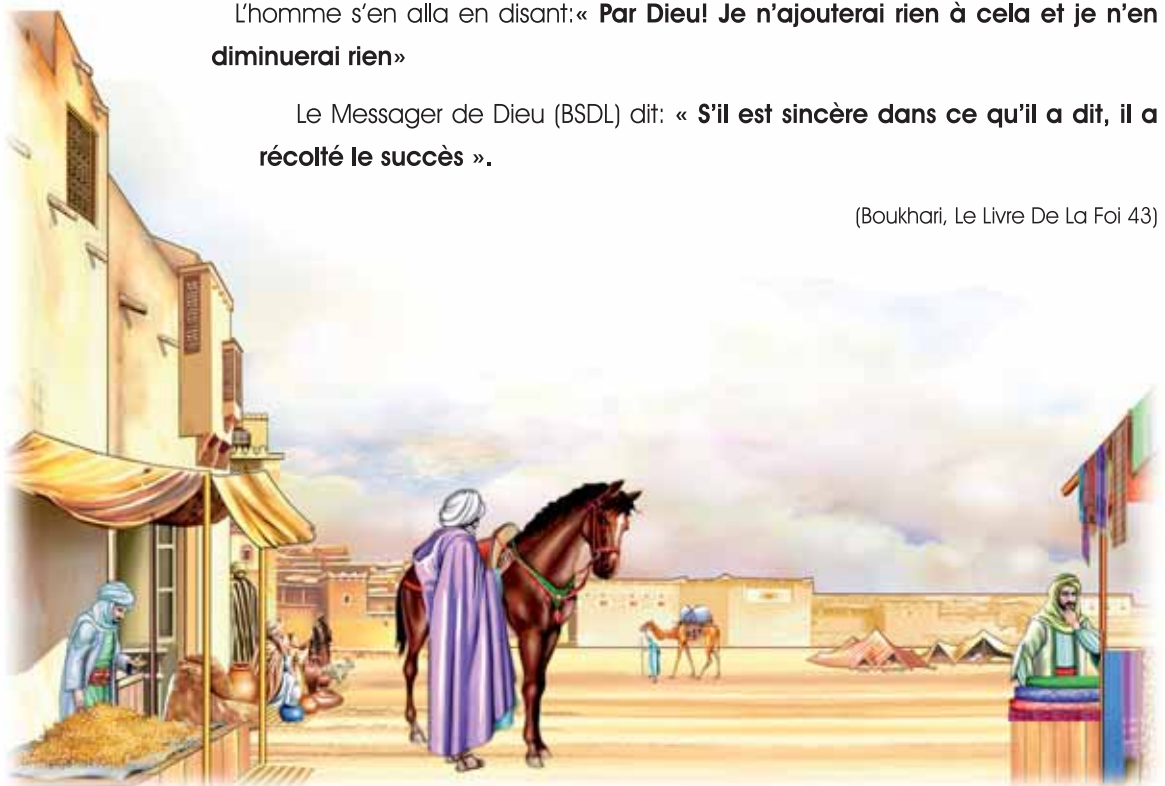 L'homme s'en alla en disant:« Par Dieu! Je n'ajouterai rien à cela et je n'en
diminuerai rien»
Le Messager de Dieu (BSDL) dit: « S'il est sincère dans ce qu'il a dit, il a
récolté le succès ».
(Boukhari, Le Livre De La Foi 43)